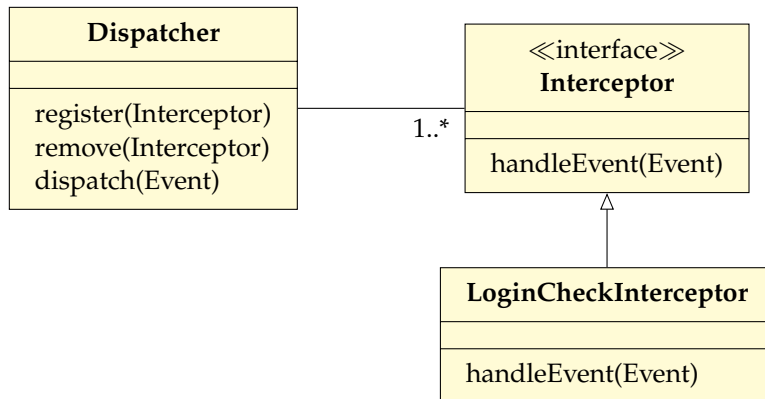 Dispatcher
register(Interceptor)
remove(Interceptor)
dispatch(Event)
1..*
≪interface≫
Interceptor
handleEvent(Event)
LoginCheckInterceptor
handleEvent(Event)